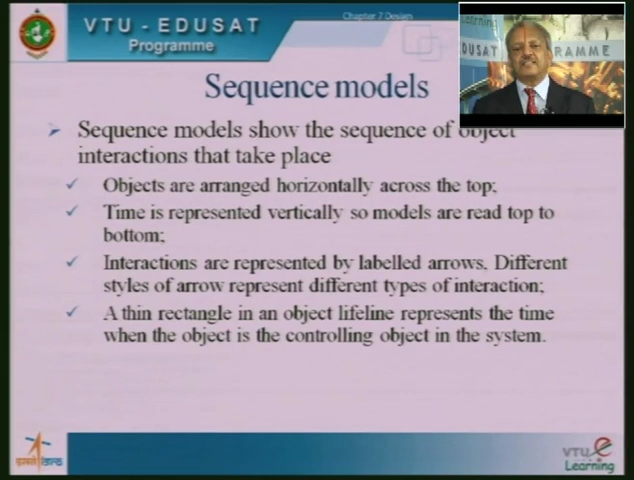 VTU - EDUSAT
Programme
Chapter 7 Design
Learning
EDUSAT PROGRAMME
Sequence models
Sequence models show the sequence of object
interactions that take place
Objects are arranged horizontally across the top;
Time is represented vertically so models are read top to
bottom;
Interactions are represented by labelled arrows. Different
styles of arrow represent different types of interaction;
A thin rectangle in an object lifeline represents the time
when the object is the controlling object in the system.
VTU e
Learning